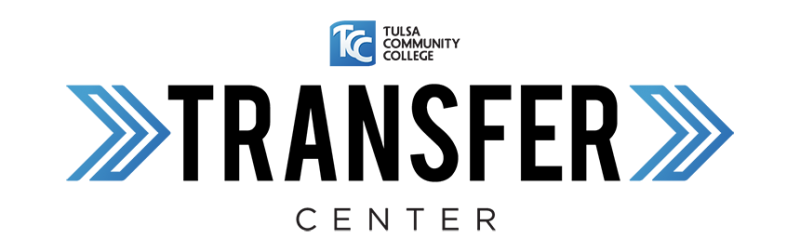 TCC
TULSA
COMMUNITY
COLLEGE
TRANSFER
CENTER